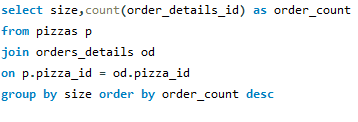 select size,count(order_details_id) as order_count
from pizzas p
join orders_details od
on p.pizza_id = od.pizza_id
group by size order by order_count desc